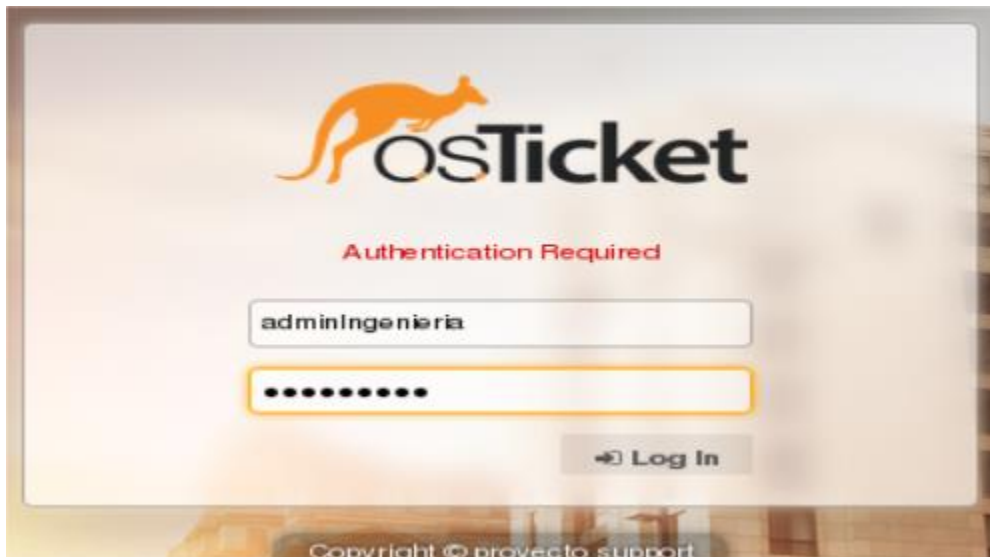 osTicket
Authentication Required
adminIngenieria
•••••••••
Log In
Copyright © proyecto support